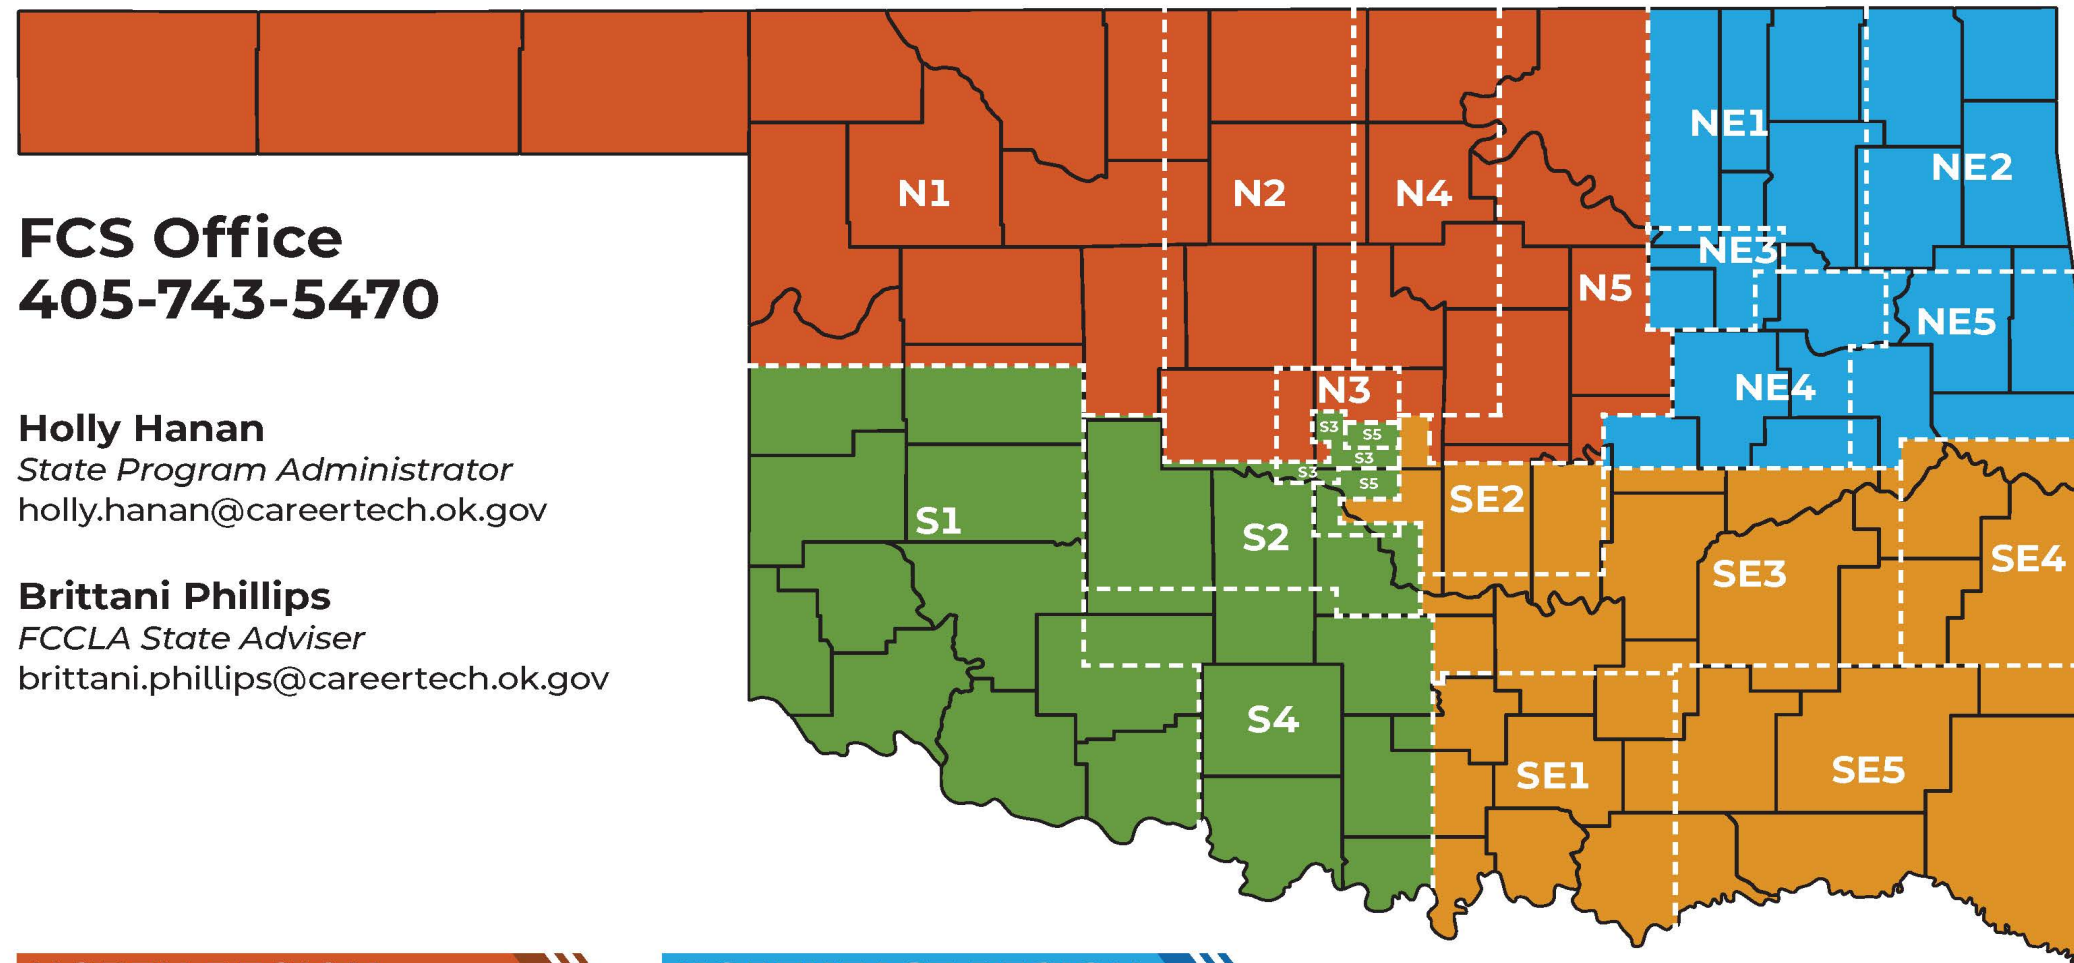 FCS Office
405-743-5470
Holly Hanan
State Program Administrator
holly.hanan@careertech.ok.gov
Brittani Phillips
FCCLA State Adviser
brittani.phillips@careertech.ok.gov
N1
N2
N4
N5
N3
NE1
NE2
NE3
NE5
NE4
S3
S5
S3
S3
S5
S1
S2
S4
SE2
SE3
SE4
SE1
SE5